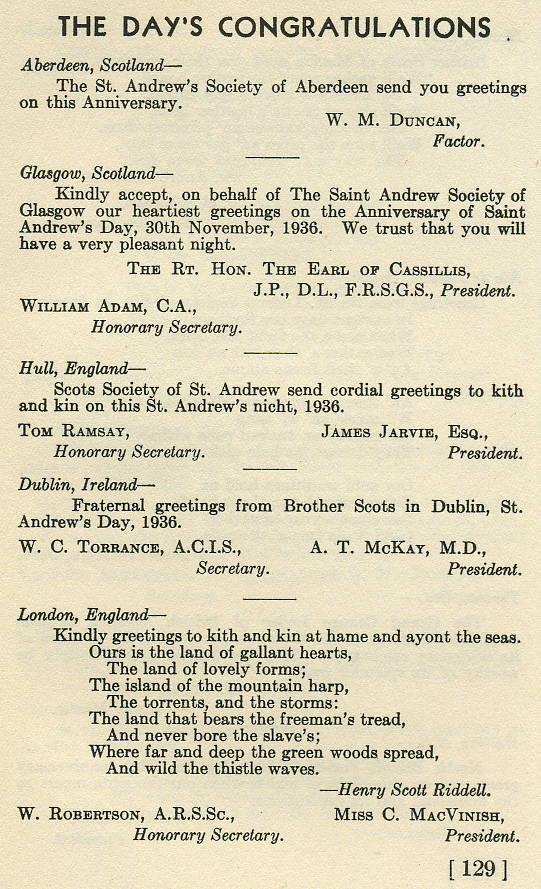 THE DAY'S CONGRATULATIONS
Aberdeen, Scotland—
The St. Andrew's Society of Aberdeen send you greetings
on this Anniversary.
W. M. DUNCAN,
Factor.
Glasgow, Scotland—
Kindly accept, on behalf of The Saint Andrew Society of
Glasgow our heartiest greetings on the Anniversary of Saint
Andrew's Day, 30th November, 1936. We trust that you will
have a very pleasant night.
THE RT. HON. THE EARL OF CASSILLIS,
J.P., D.L., F.R.S.G.S., President.
WILLIAM ADAM, C.A.,
Honorary Secretary.
Hull, England—
Scots Society of St. Andrew send cordial greetings to kith
and kin on this St. Andrew's nicht, 1936.
TOM RAMSAY, JAMES JARVIE, ESQ.,
Honorary Secretary. President.
Dublin, Ireland—
Fraternal greetings from Brother Scots in Dublin, St.
Andrew's Day, 1936.
W. C. TORRANCE, A.C.I.S., A. T. MCKAY, M.D.,
Secretary. President.
London, England—
Kindly greetings to kith and kin at hame and ayont the seas.
Ours is the land of gallant hearts,
The land of lovely forms;
The island of the mountain harp,
The torrents, and the storms:
The land that bears the freeman's tread,
And never bore the slave's;
Where far and deep the green woods spread,
And wild the thistle waves.
—Henry Scott Riddell.
W. ROBERTSON, A.R.S.SC., MISS C. MACVINISH,
Honorary Secretary. President.
[ 129 ]